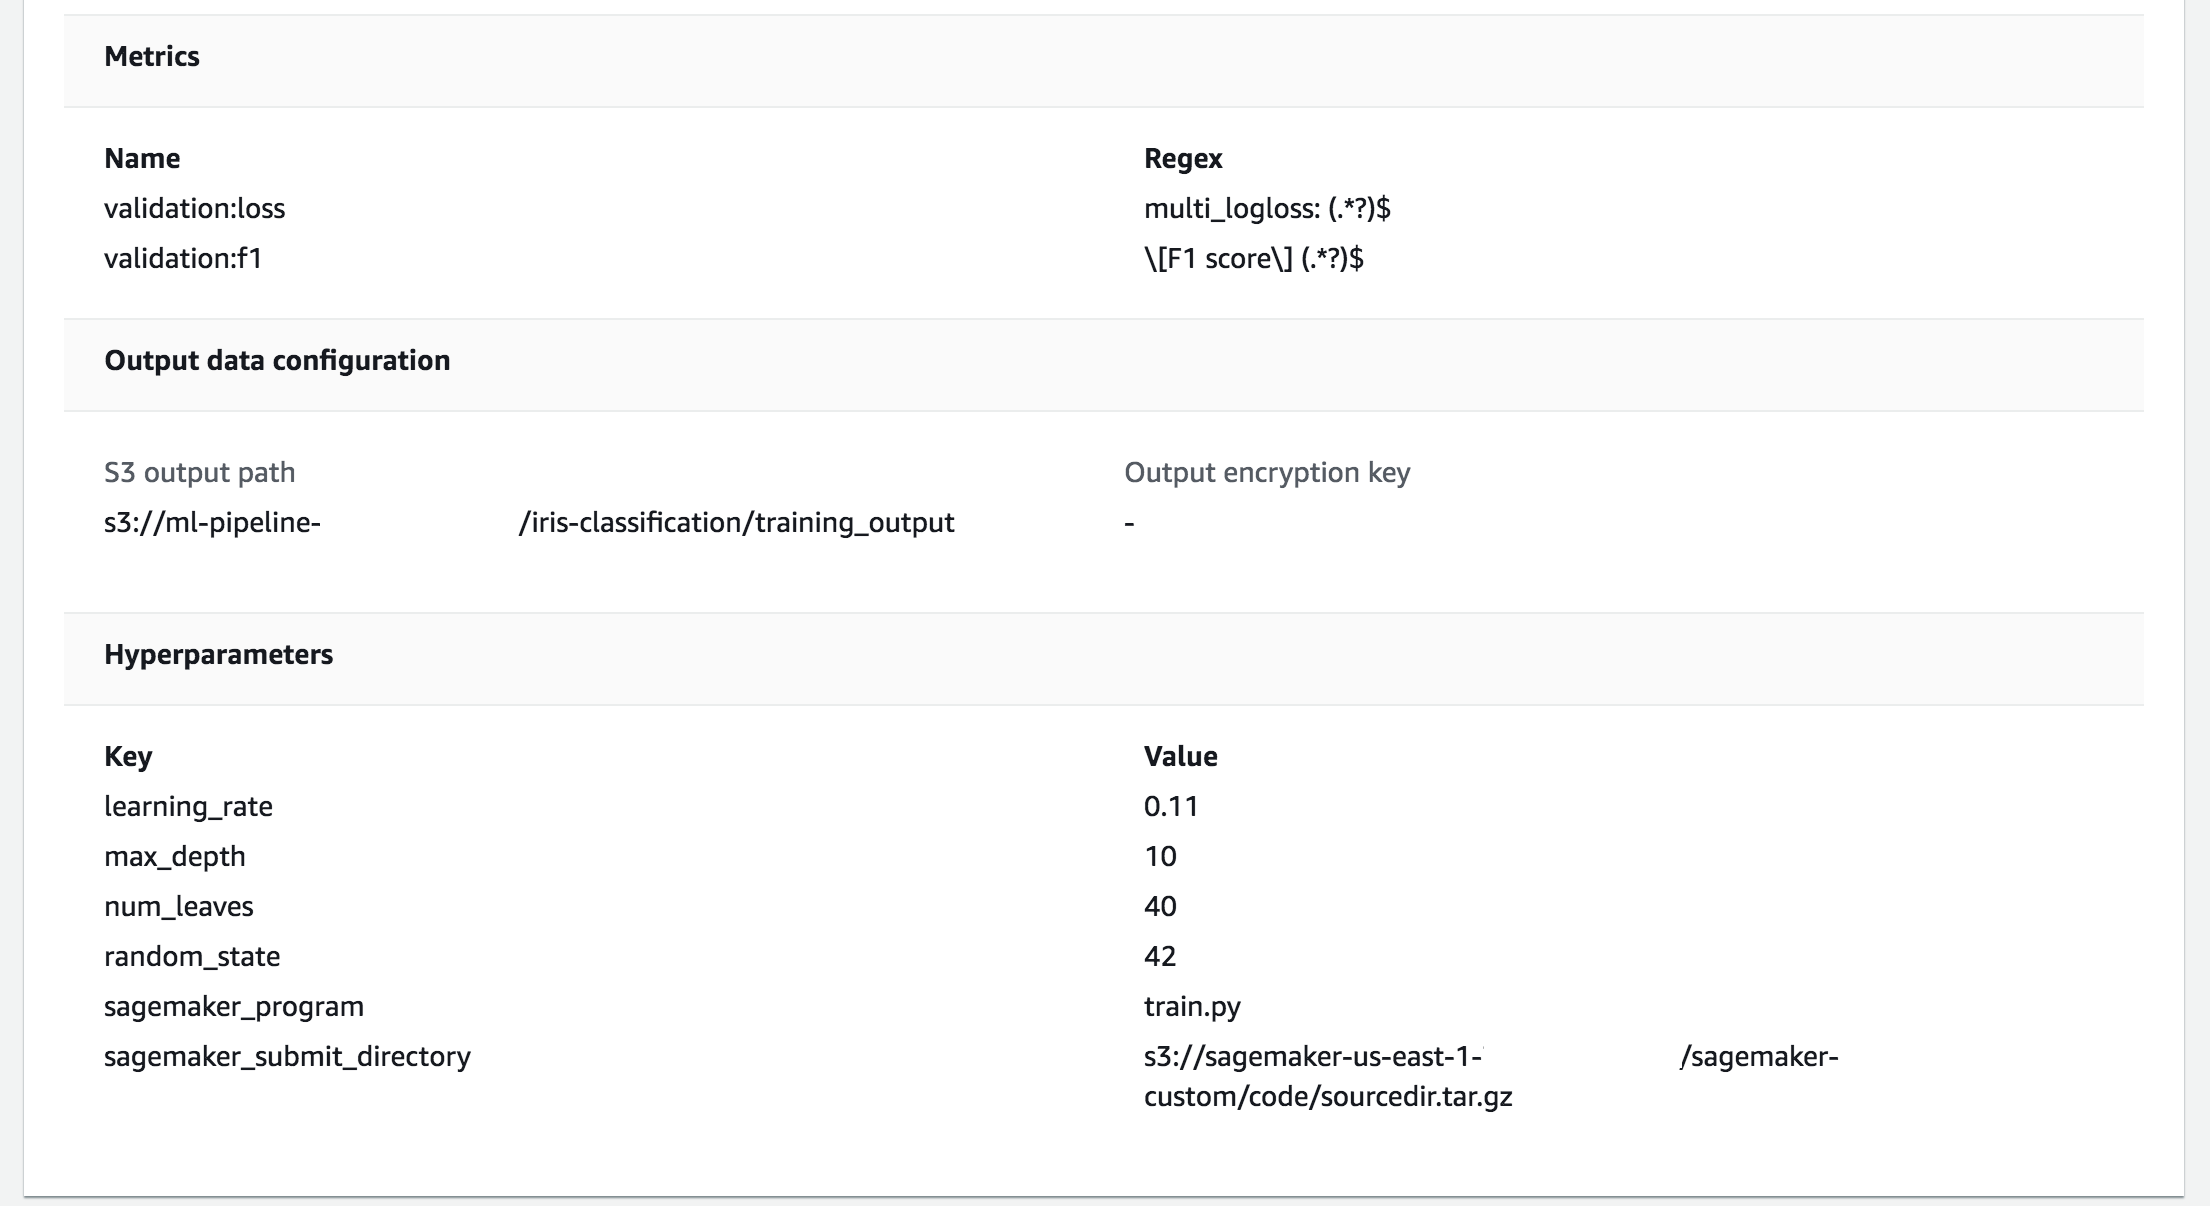 Metrics
Name Regex
validation:loss multi_logloss: (.*?)$
validation:f1 \[F1 score\] (.*?)$
Output data configuration
S3 output path Output encryption key
s3://ml-pipeline- /iris-classification/training_output -
Hyperparameters
Key Value
learning_rate 0.11
max_depth 10
num_leaves 40
random_state 42
sagemaker_program train.py
sagemaker_submit_directory s3://sagemaker-us-east-1- /sagemaker-
custom/code/sourcedir.tar.gz